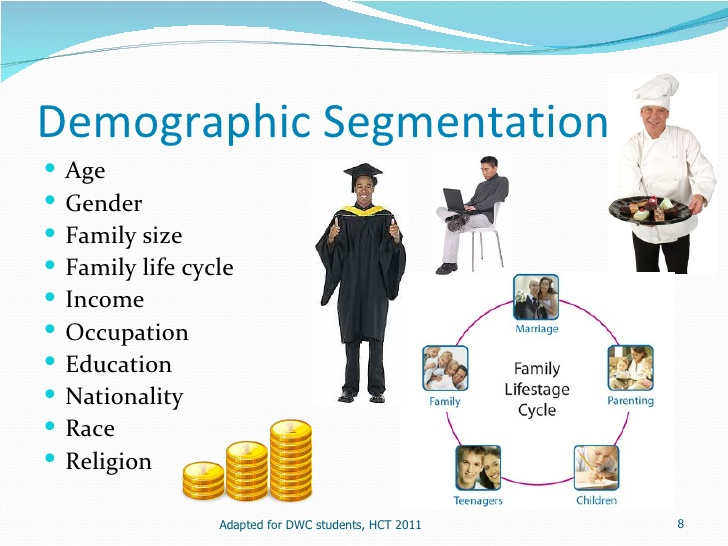 Demographic Segmentation
Age
Gender
Family size
Family life cycle
Income
Occupation
Education
Nationality
Race
Religion
Marriage
Family
Lifestage
Cycle
Family
Parenting
Teenagers
Children
Adapted for DWC students, HCT 2011
8